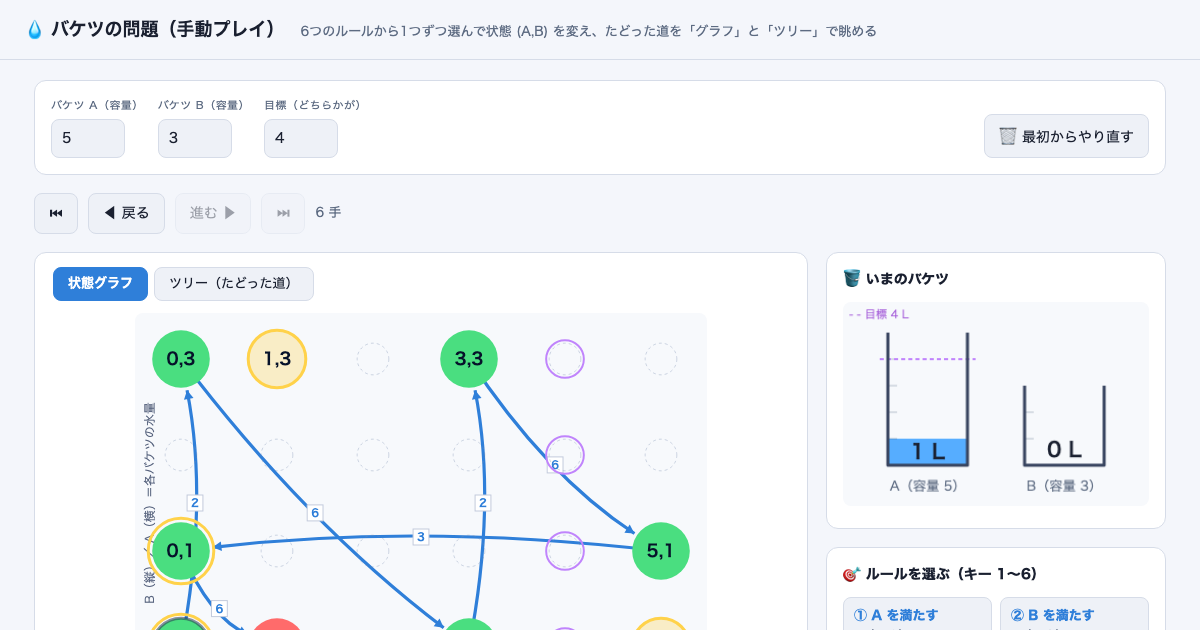 💧 バケツの問題（手動プレイ）
6つのルールから1つずつ選んで状態 (A,B) を変え、たどった道を「グラフ」と「ツリー」で眺める
バケツ A（容量） バケツ B（容量） 目標（どちらかが）
5 3 4
🗑️ 最初からやり直す
⏮ ◀ 戻る 進む ▶ ⏭ 6 手
状態グラフ ツリー（たどった道）
0,3 1,3 3,3
6
2 6 2
3
0,1 5,1
6
B（縦）／A（横）＝各バケツの水量
🪣 いまのバケツ
-- 目標 4 L
1 L 0 L
A（容量 5） B（容量 3）
🎯 ルールを選ぶ（キー 1〜6）
① A を満たす ② B を満たす